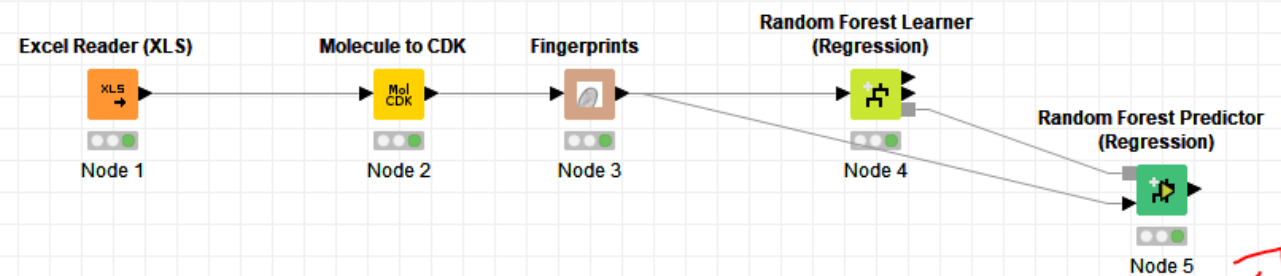 Excel Reader (XLS)
XLS
Node 1
Molecule to CDK
Mol
CDK
Node 2
Fingerprints
Node 3
Random Forest Learner
(Regression)
Node 4
Random Forest Predictor
(Regression)
Node 5